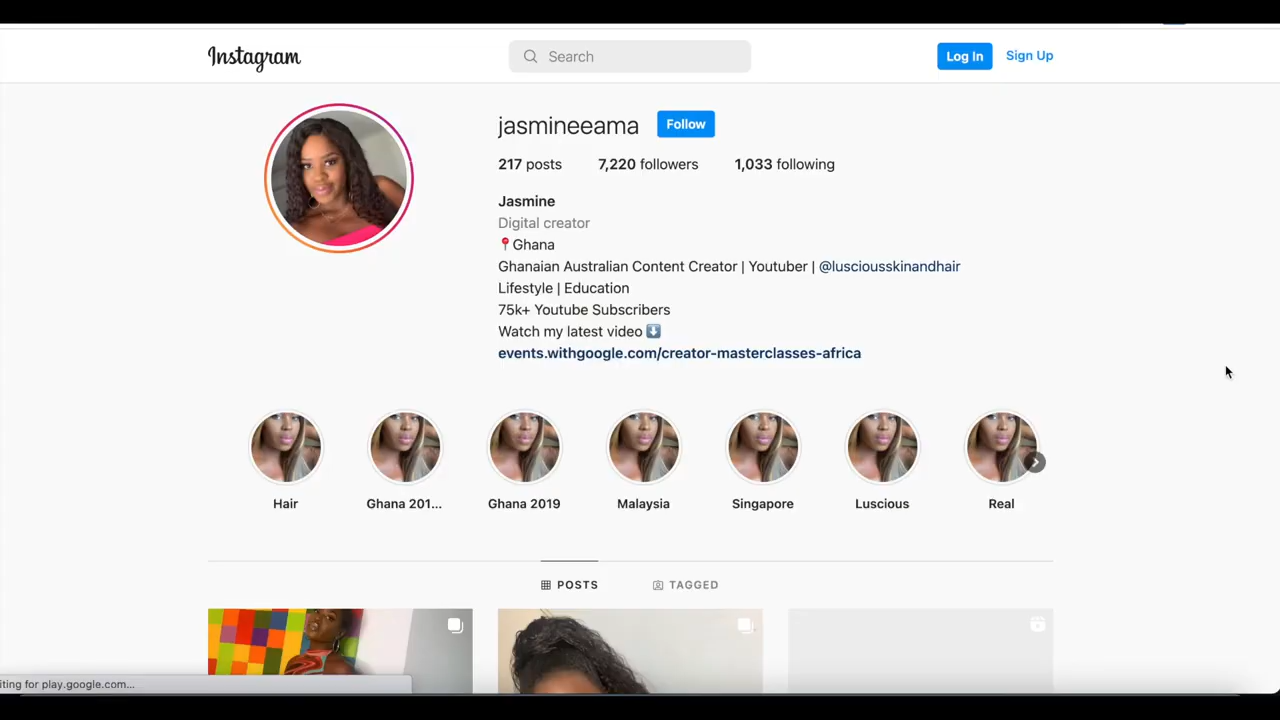 Instagram
Search
Log In
Sign Up
jasmineeama
Follow
217 posts 7,220 followers 1,033 following
Jasmine
Digital creator
📍Ghana
Ghanaian Australian Content Creator | Youtuber | @lusciousskinandhair
Lifestyle | Education
75k+ Youtube Subscribers
Watch my latest video ⬇️
events.withgoogle.com/creator-masterclasses-africa
Hair Ghana 201... Ghana 2019 Malaysia Singapore Luscious Real
POSTS TAGGED
iting for play.google.com...